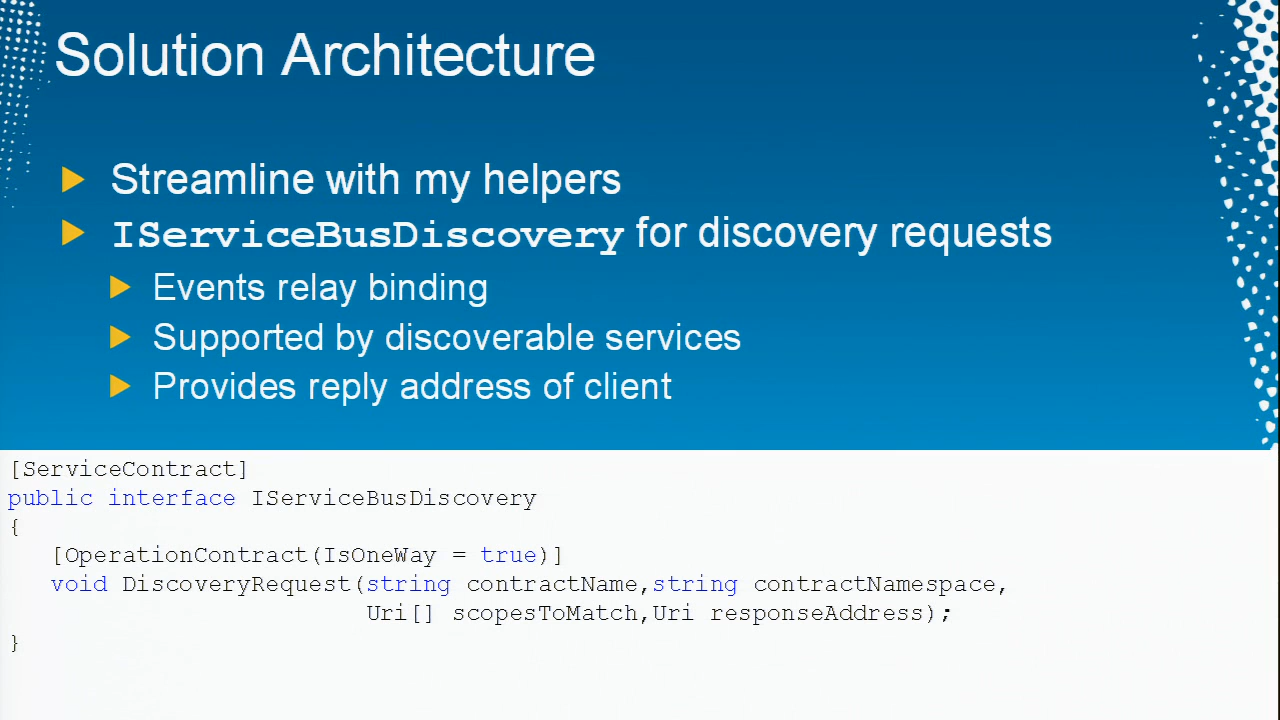 Solution Architecture
Streamline with my helpers
IServiceBusDiscovery for discovery requests
Events relay binding
Supported by discoverable services
Provides reply address of client
[ServiceContract]
public interface IServiceBusDiscovery
{
[OperationContract(IsOneWay = true)]
void DiscoveryRequest(string contractName,string contractNamespace,
Uri[] scopesToMatch,Uri responseAddress);
}